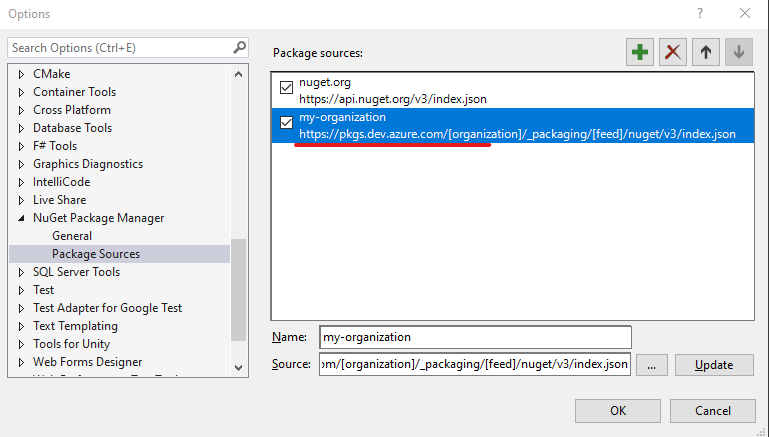 Options
? ×
Search Options (Ctrl+E)
Package sources:
CMake
Container Tools
Cross Platform
Database Tools
F# Tools
Graphics Diagnostics
IntelliCode
Live Share
NuGet Package Manager
General
Package Sources
SQL Server Tools
Test
Test Adapter for Google Test
Text Templating
Tools for Unity
Web Forms Designer
nuget.org
https://api.nuget.org/v3/index.json
my-organization
https://pkgs.dev.azure.com/[organization]/_packaging/[feed]/nuget/v3/index.json
Name: my-organization
Source: om/[organization]/_packaging/[feed]/nuget/v3/index.json ... Update
OK Cancel